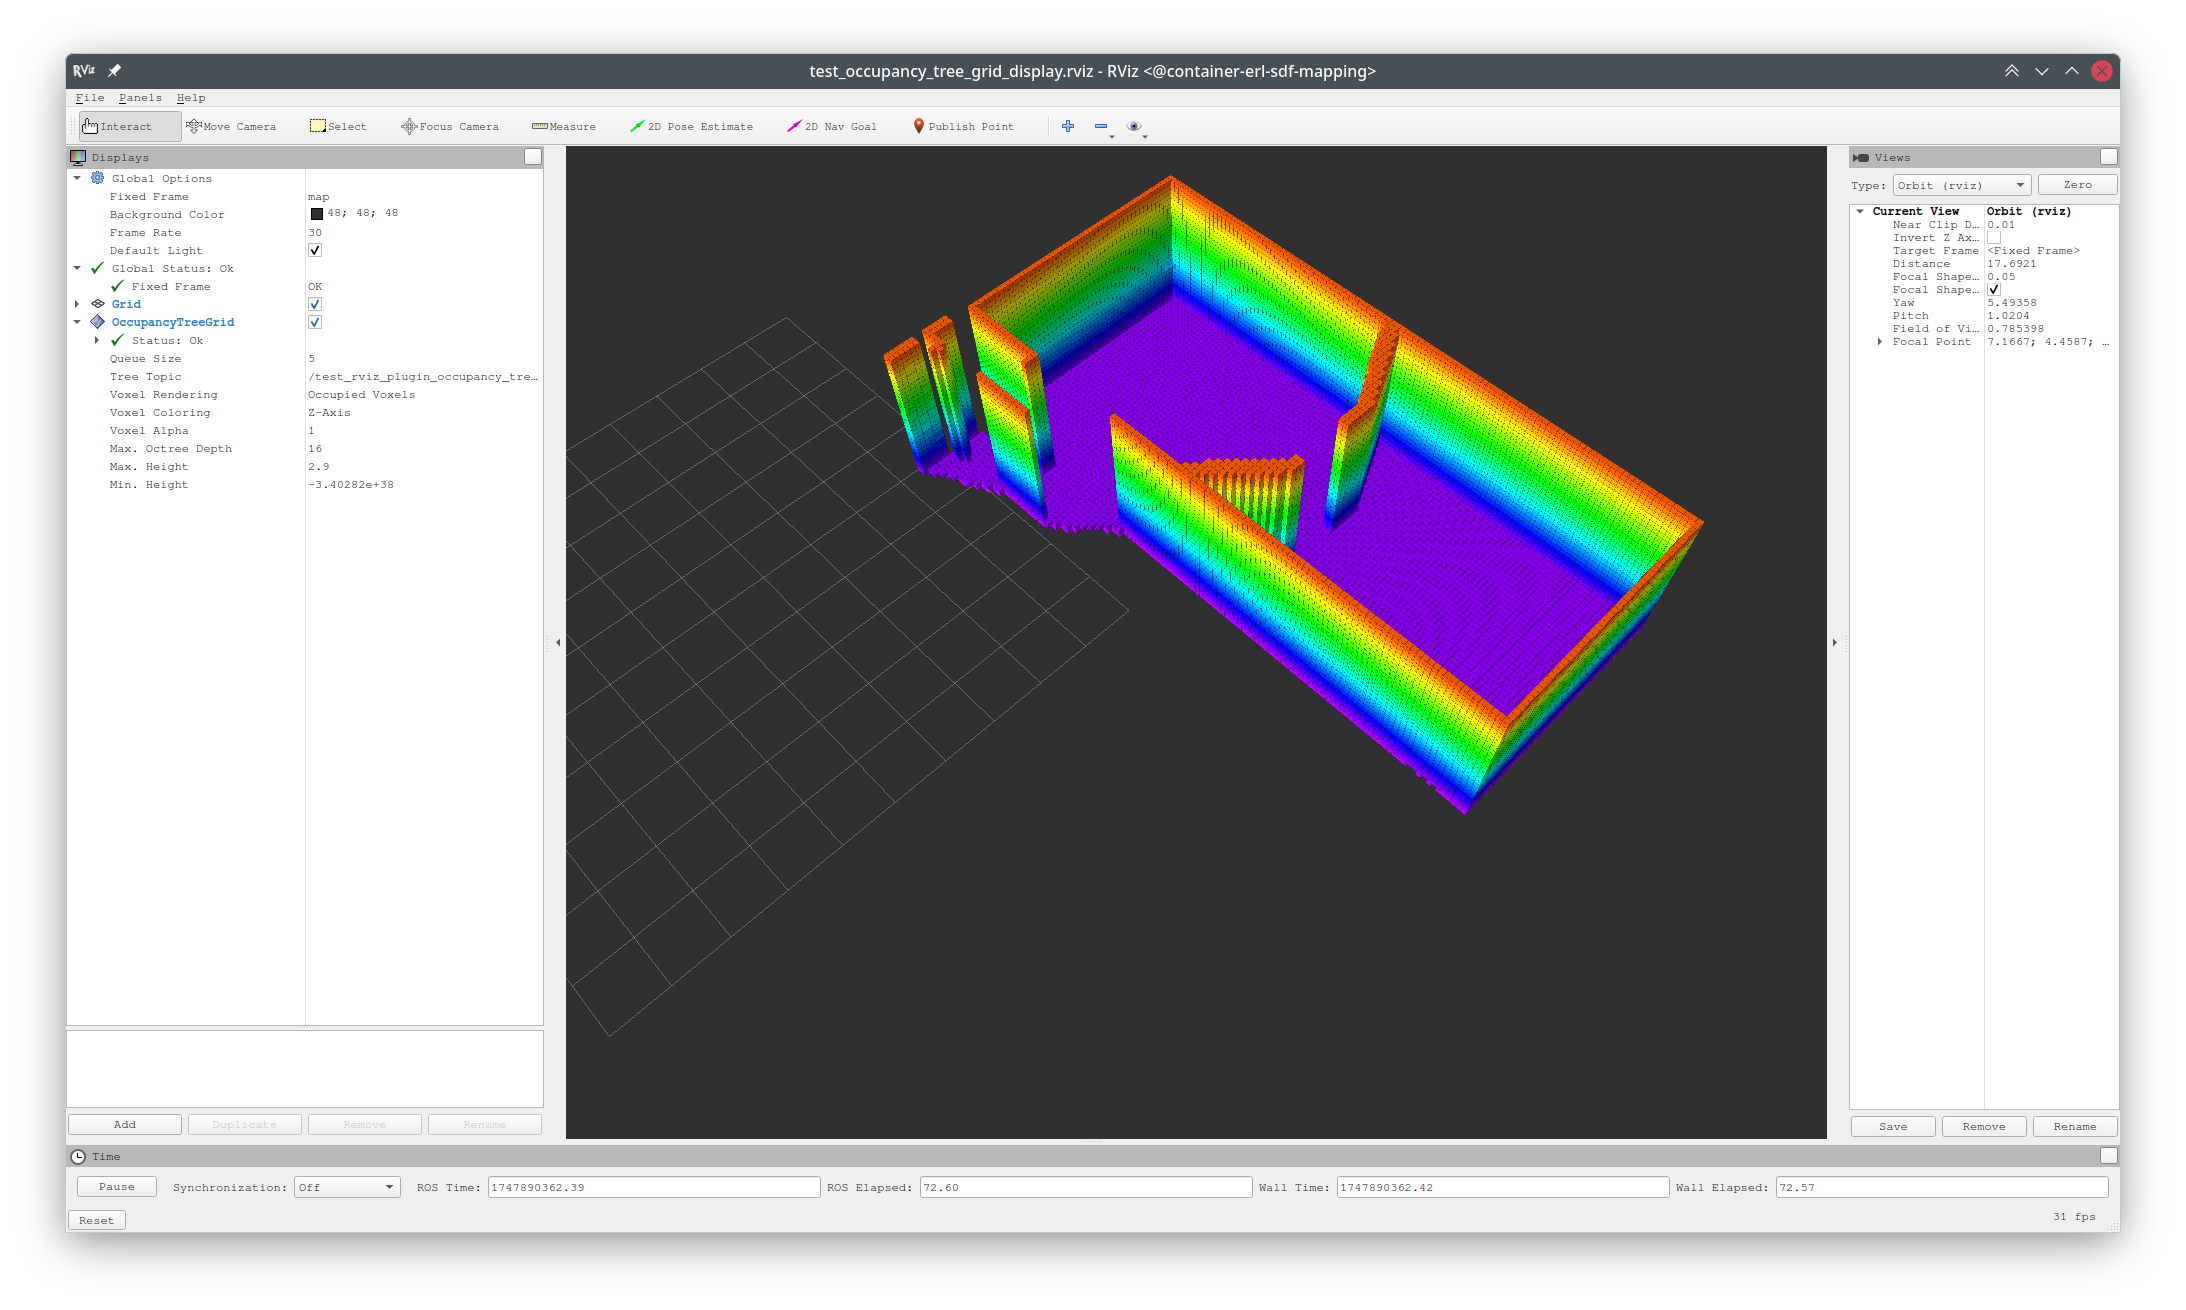 RViz
test_occupancy_tree_grid_display.rviz - RViz <@container-erl-sdf-mapping>
File Panels Help
Interact Move Camera Select Focus Camera Measure 2D Pose Estimate 2D Nav Goal Publish Point
Displays
Global Options
Fixed Frame map
Background Color 48; 48; 48
Frame Rate 30
Default Light
Global Status: Ok
Fixed Frame OK
Grid
OccupancyTreeGrid
Status: Ok
Queue Size 5
Tree Topic /test_rviz_plugin_occupancy_tre…
Voxel Rendering Occupied Voxels
Voxel Coloring Z-Axis
Voxel Alpha 1
Max. Octree Depth 16
Max. Height 2.9
Min. Height -3.40282e+38
Add Duplicate Remove Rename
Views
Type: Orbit (rviz) Zero
Current View Orbit (rviz)
Near Clip D… 0.01
Invert Z Ax…
Target Frame <Fixed Frame>
Distance 17.6921
Focal Shape… 0.05
Focal Shape…
Yaw 5.49358
Pitch 1.0204
Field of Vi… 0.785398
Focal Point 7.1667; 4.4587; …
Save Remove Rename
Time
Pause Synchronization: Off ROS Time: 1747890362.39 ROS Elapsed: 72.60 Wall Time: 1747890362.42 Wall Elapsed: 72.57
Reset 31 fps